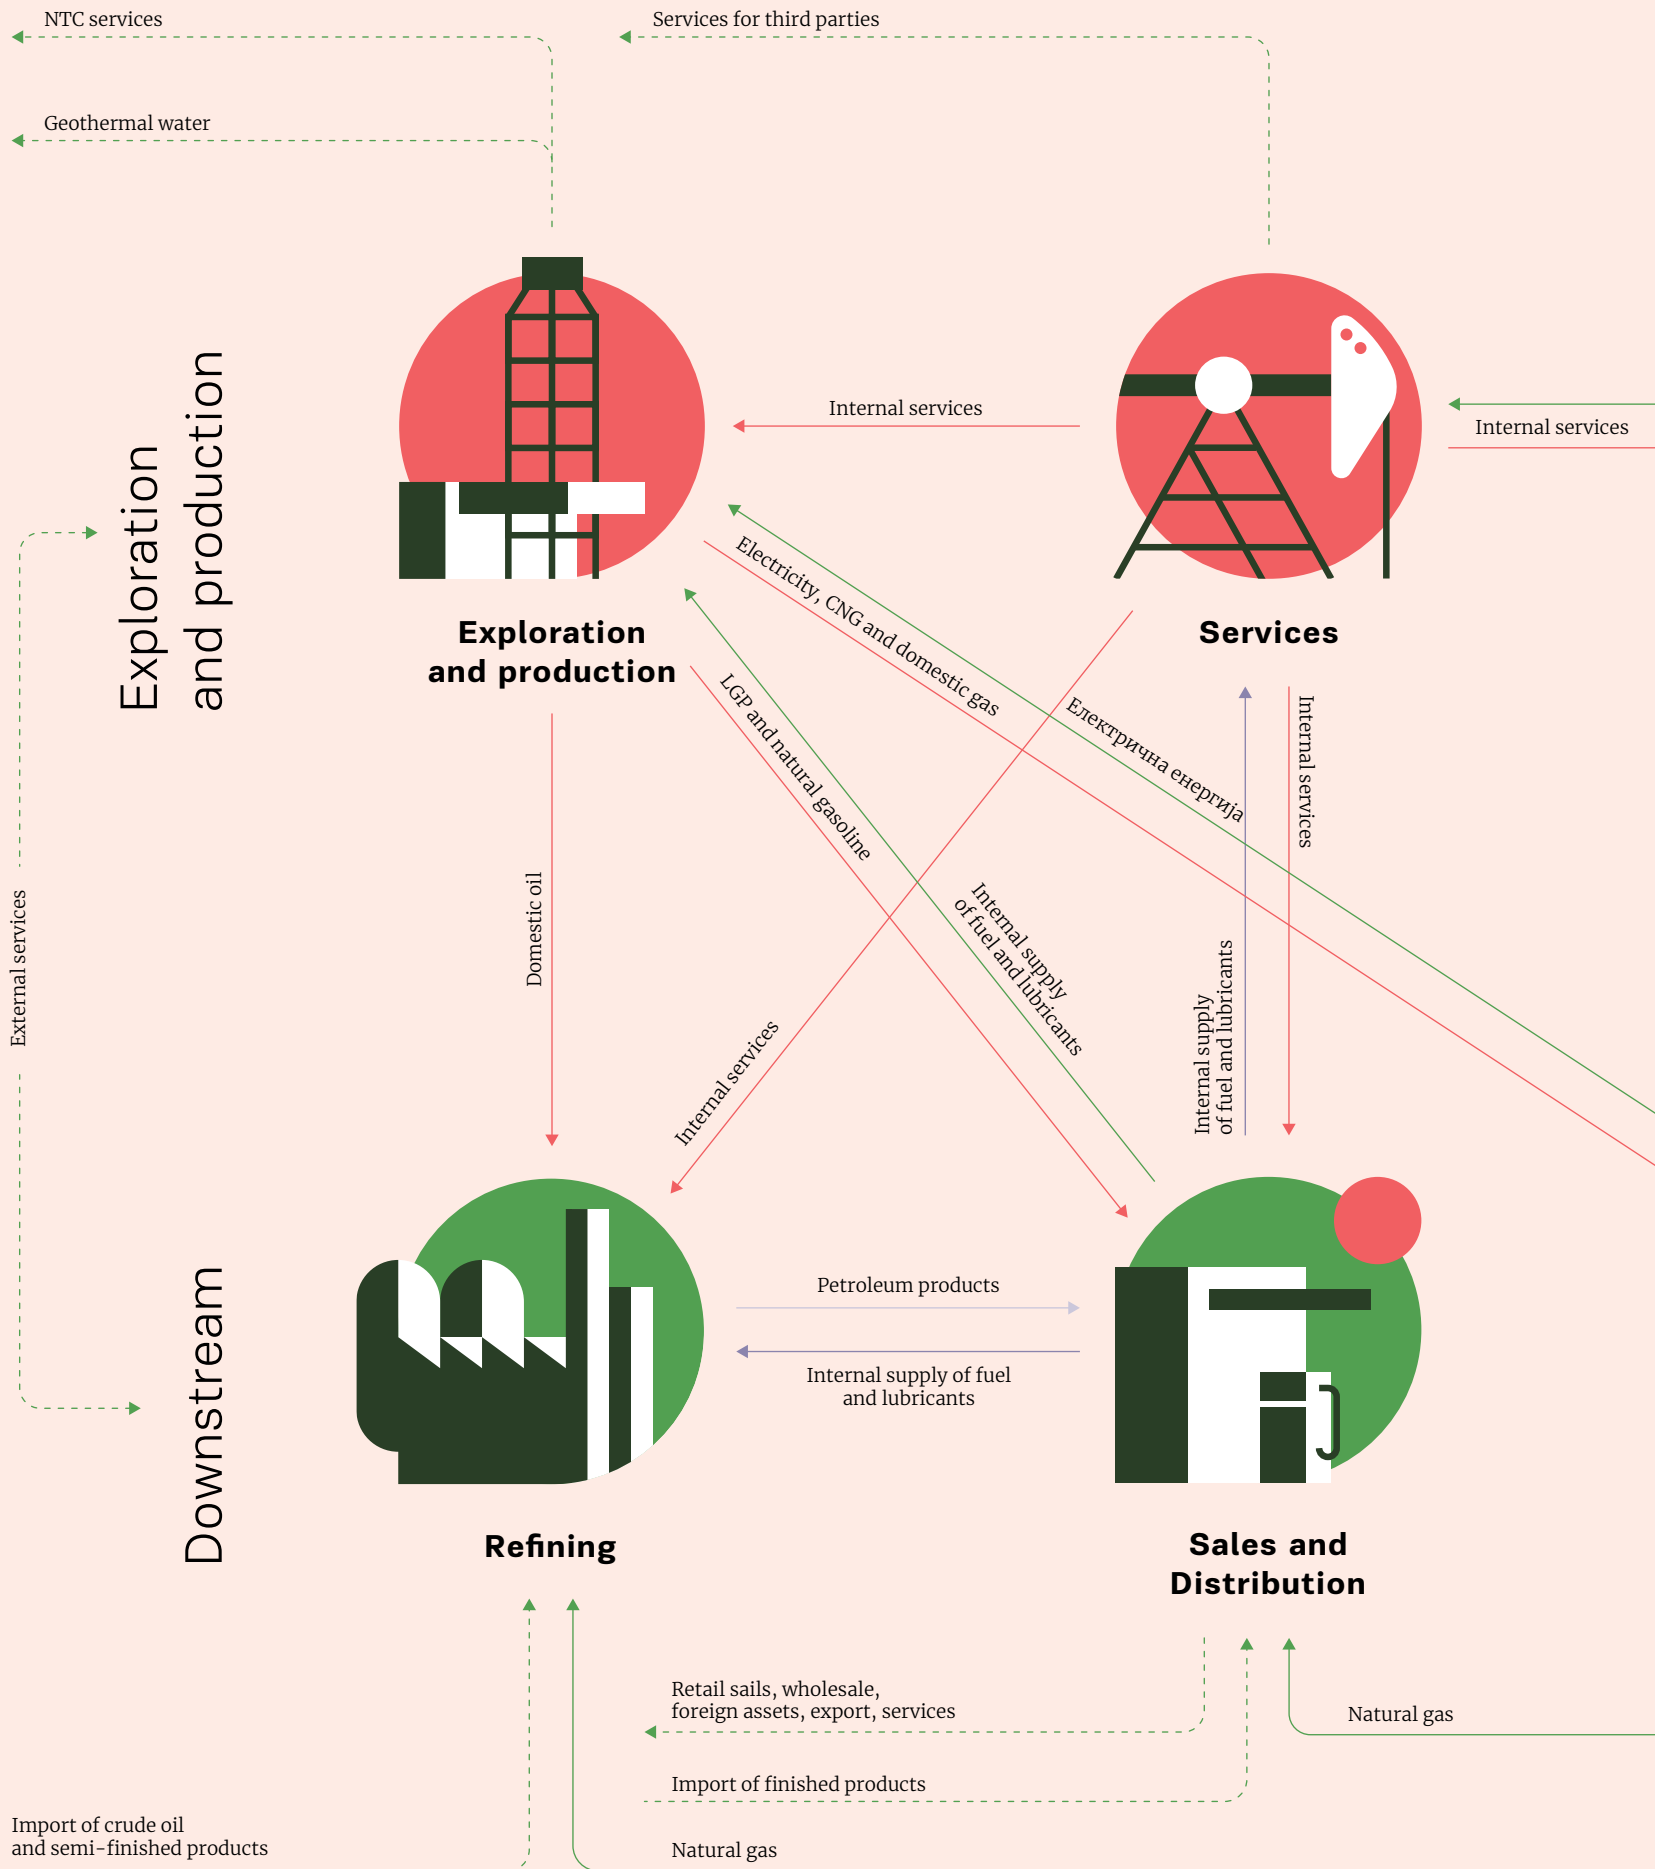 NTC services
Services for third parties
Geothermal water
Exploration
and production
Internal services
Internal services
Exploration
and production
Services
Electricity, CNG and domestic gas
Електрична енергија
LGP and natural gasoline
Internal services
Domestic oil
External services
Internal supply
of fuel and lubricants
Internal supply
of fuel and lubricants
Internal services
Downstream
Petroleum products
Internal supply of fuel
and lubricants
Refining
Sales and
Distribution
Retail sails, wholesale,
foreign assets, export, services
Natural gas
Import of finished products
Import of crude oil
and semi-finished products
Natural gas